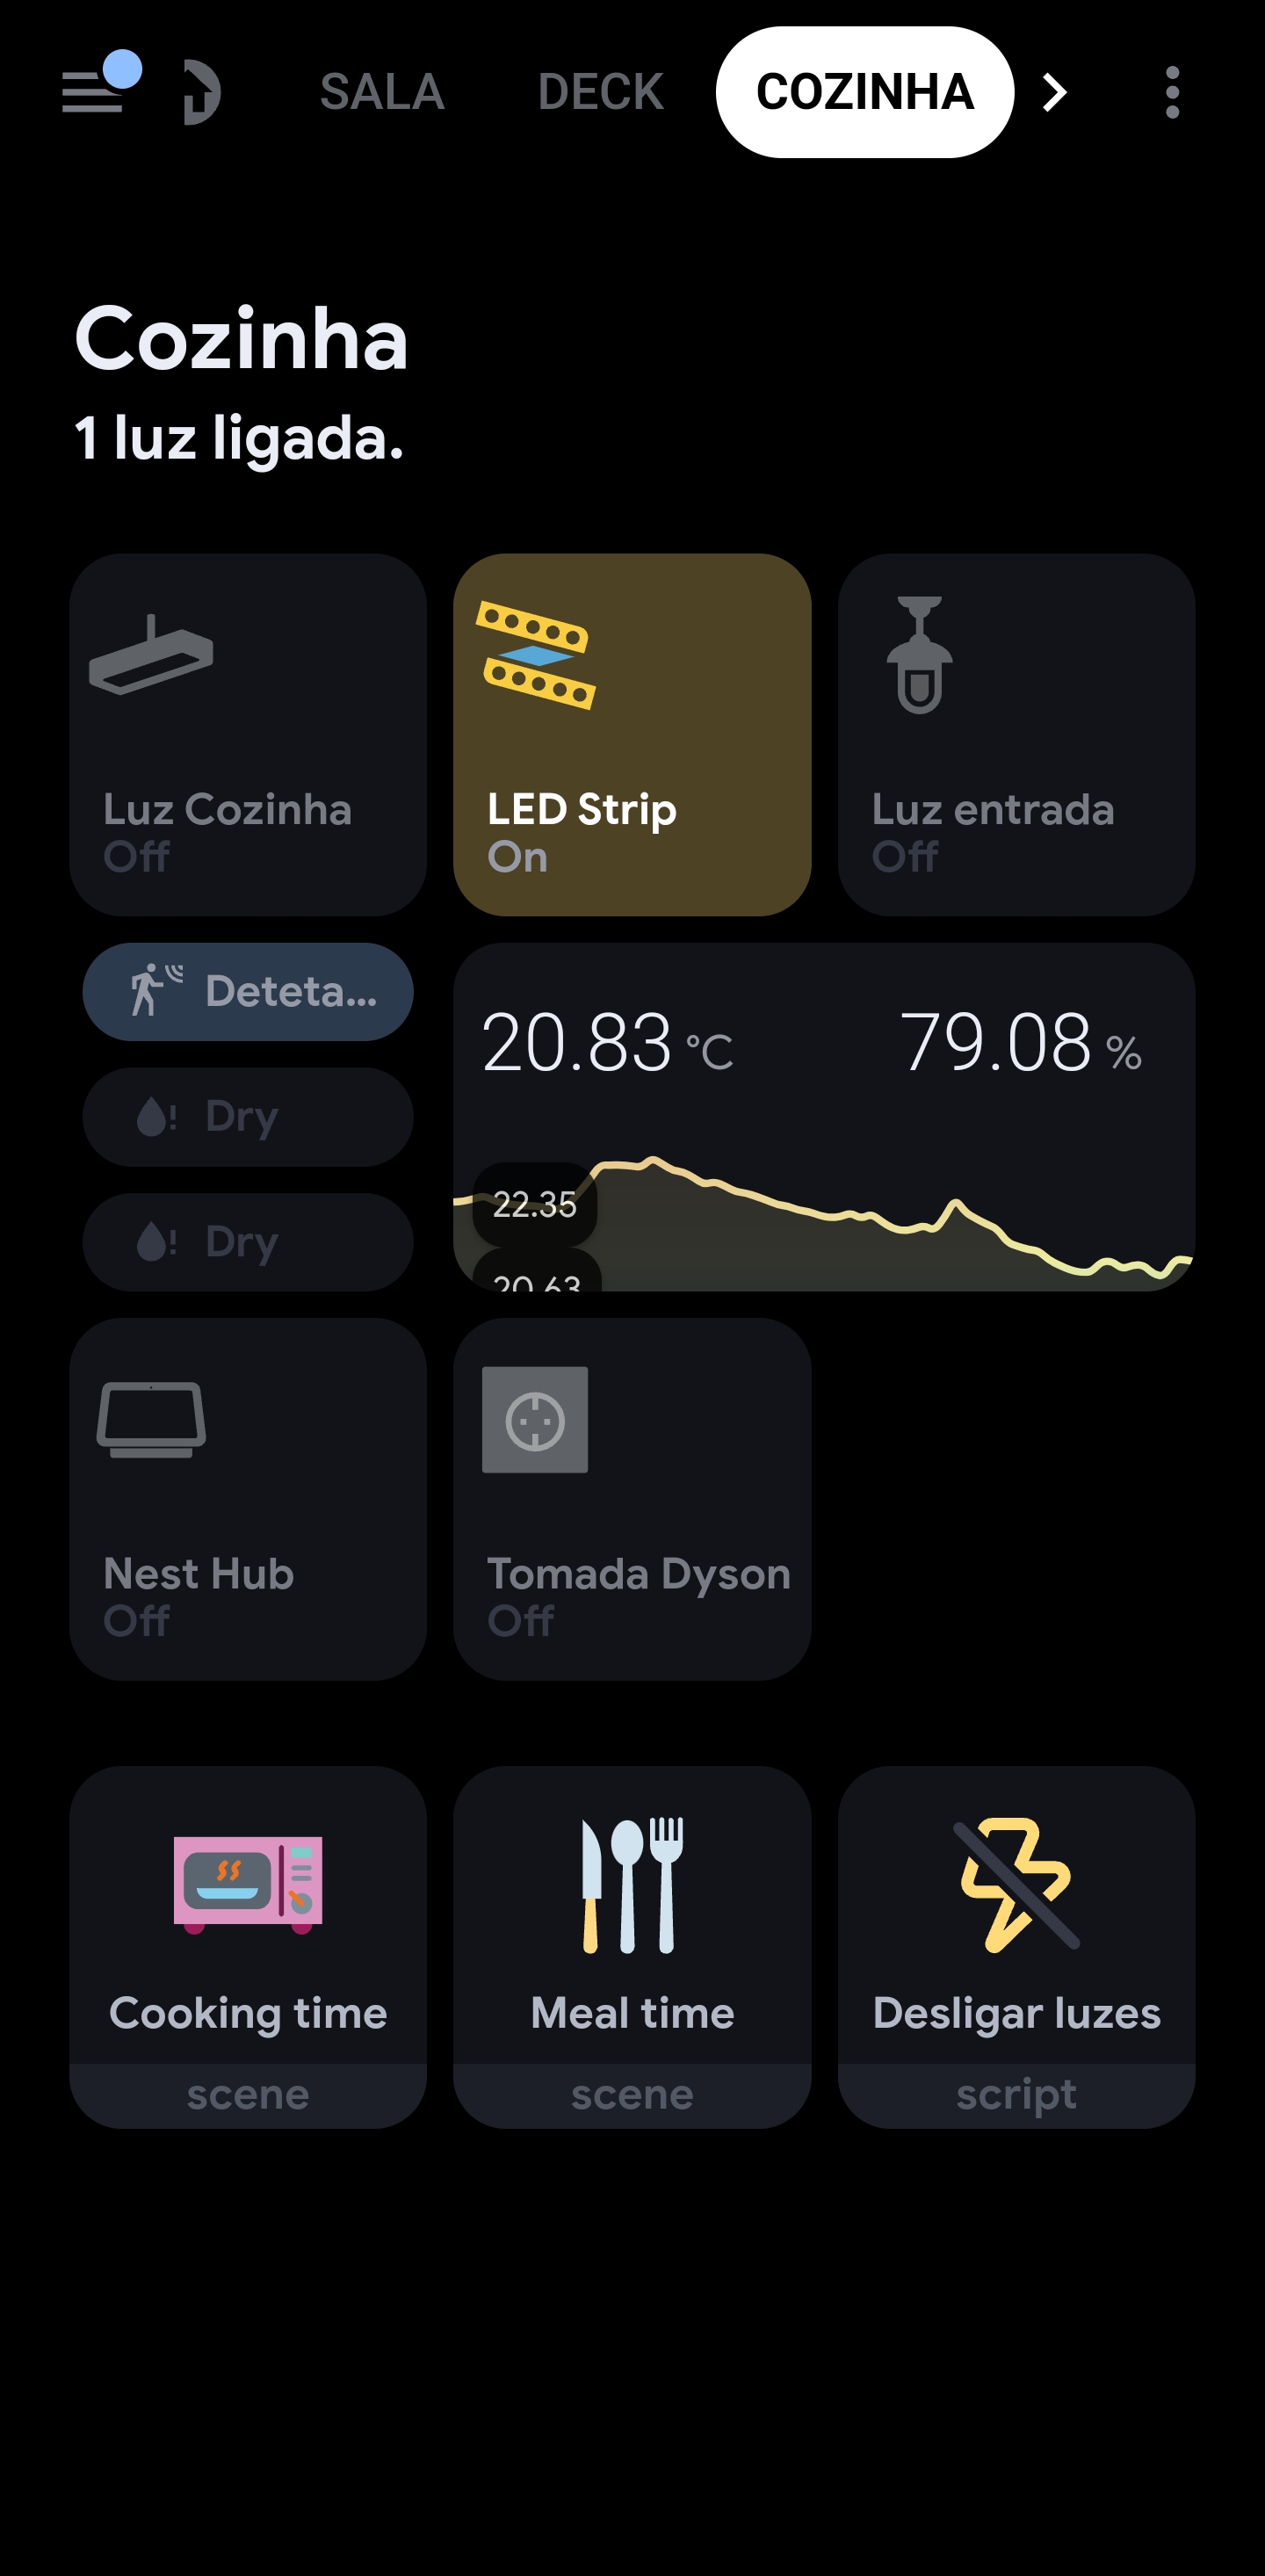 SALA
DECK
COZINHA
Cozinha
1 luz ligada.
Luz Cozinha
Off
LED Strip
On
Luz entrada
Off
Deteta...
Dry
Dry
20.83 °C
79.08 %
22.35
20.63
Nest Hub
Off
Tomada Dyson
Off
Cooking time
scene
Meal time
scene
Desligar luzes
script